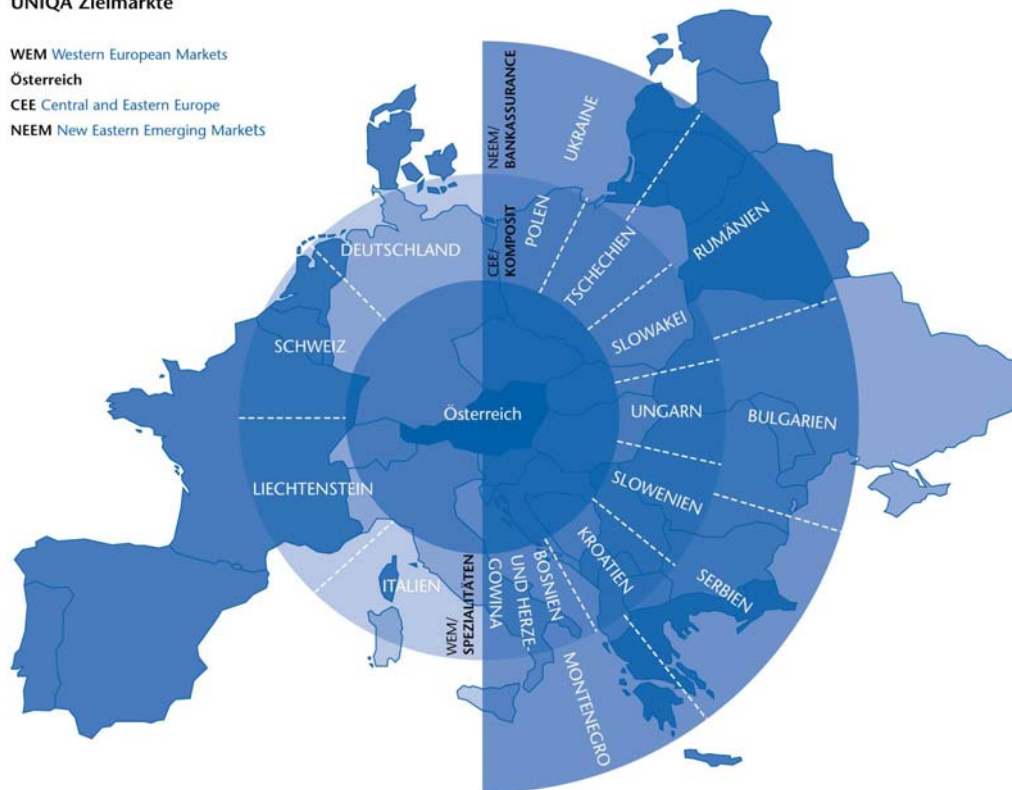 UNIQA Zielmärkte
WEM Western European Markets
Österreich
CEE Central and Eastern Europe
NEEM New Eastern Emerging Markets
NEEM/
BANKASSURANCE
UKRAINE
CEE/
KOMPOSIT
POLEN
DEUTSCHLAND
TSCHECHIEN
RUMÄNIEN
SLOWAKEI
SCHWEIZ
Österreich
UNGARN
BULGARIEN
LIECHTENSTEIN
SLOWENIEN
KROATIEN
SERBIEN
ITALIEN
WEM/
SPEZIALITÄTEN
BOSNIEN
UND HERZE-
GOWINA
MONTENEGRO